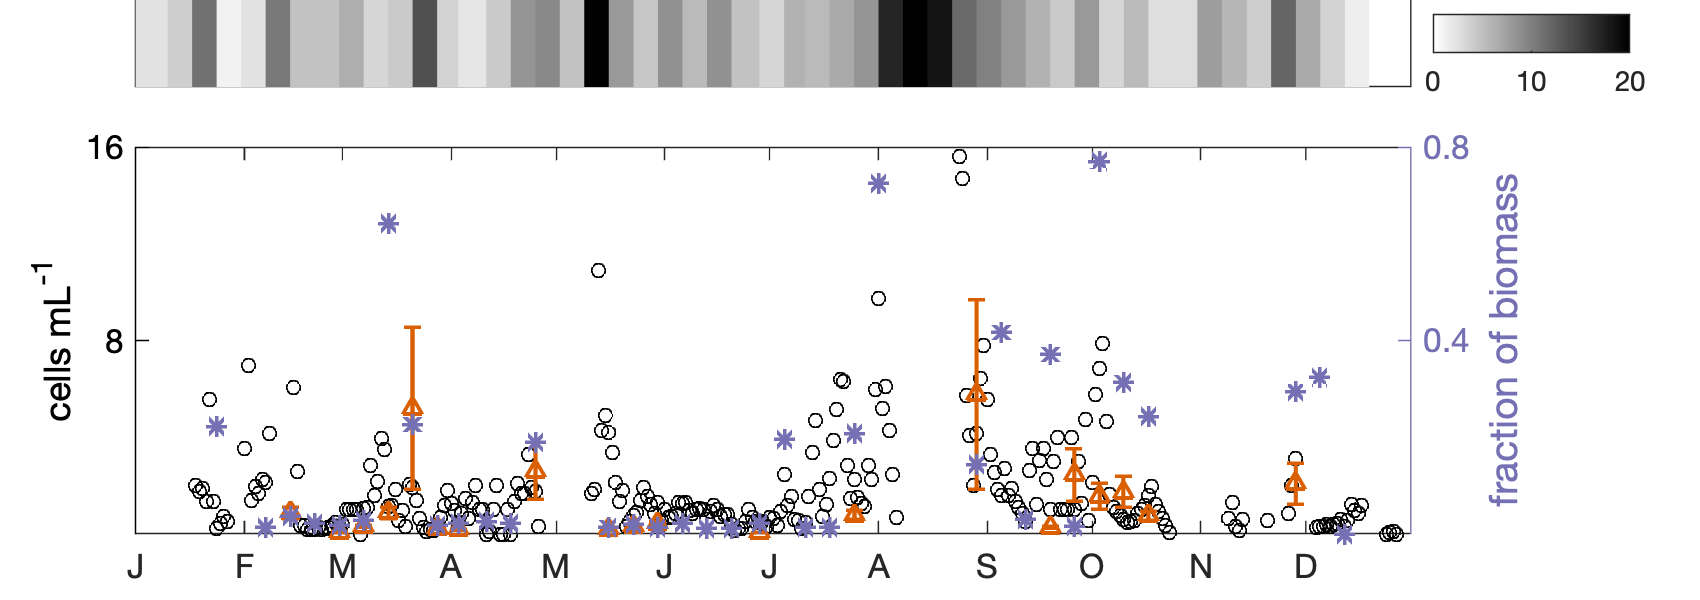 0 10 20
16 0.8
8 0.4
cells mL-1
fraction of biomass
J F M A M J J A S O N D